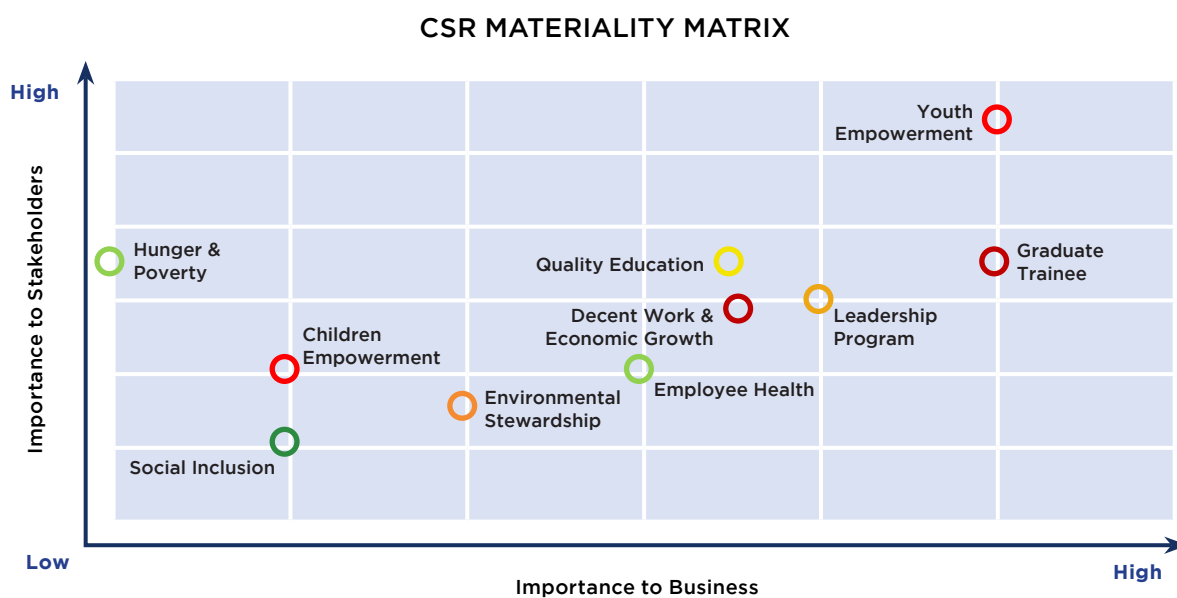 CSR MATERIALITY MATRIX
High
Importance to Stakeholders
Youth
Empowerment
Hunger &
Poverty
Quality Education
Graduate
Trainee
Decent Work &
Economic Growth
Leadership
Program
Children
Empowerment
Employee Health
Environmental
Stewardship
Social Inclusion
Low
High
Importance to Business